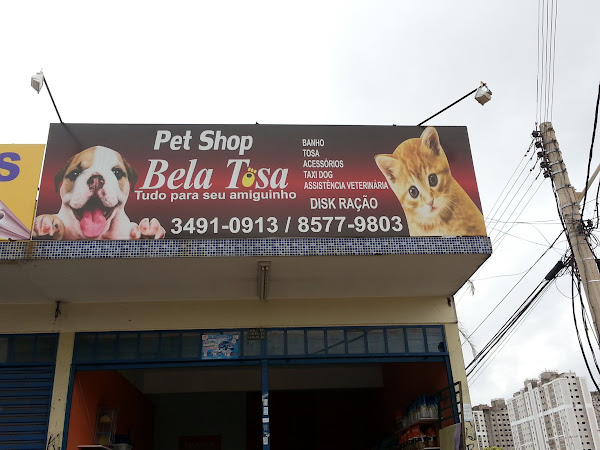 Pet Shop
Bela Tosa
Tudo para seu amiguinho
BANHO
TOSA
ACESSÓRIOS
TAXI DOG
ASSISTÊNCIA VETERINÁRIA
DISK RAÇÃO
3491-0913 / 8577-9803
S